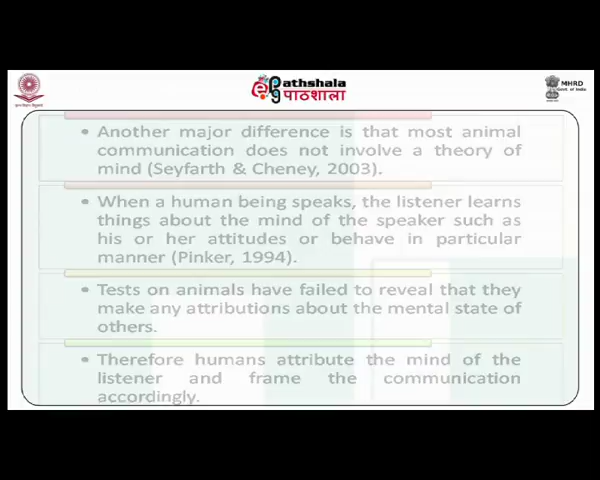 Pathshala
पाठशाला
MHRD
Govt. of India
• Another major difference is that most animal
communication does not involve a theory of
mind (Seyfarth & Cheney, 2003).
• When a human being speaks, the listener learns
things about the mind of the speaker such as
his or her attitudes or behave in particular
manner (Pinker, 1994).
• Tests on animals have failed to reveal that they
make any attributions about the mental state of
others.
• Therefore humans attribute the mind of the
listener and frame the communication
accordingly.